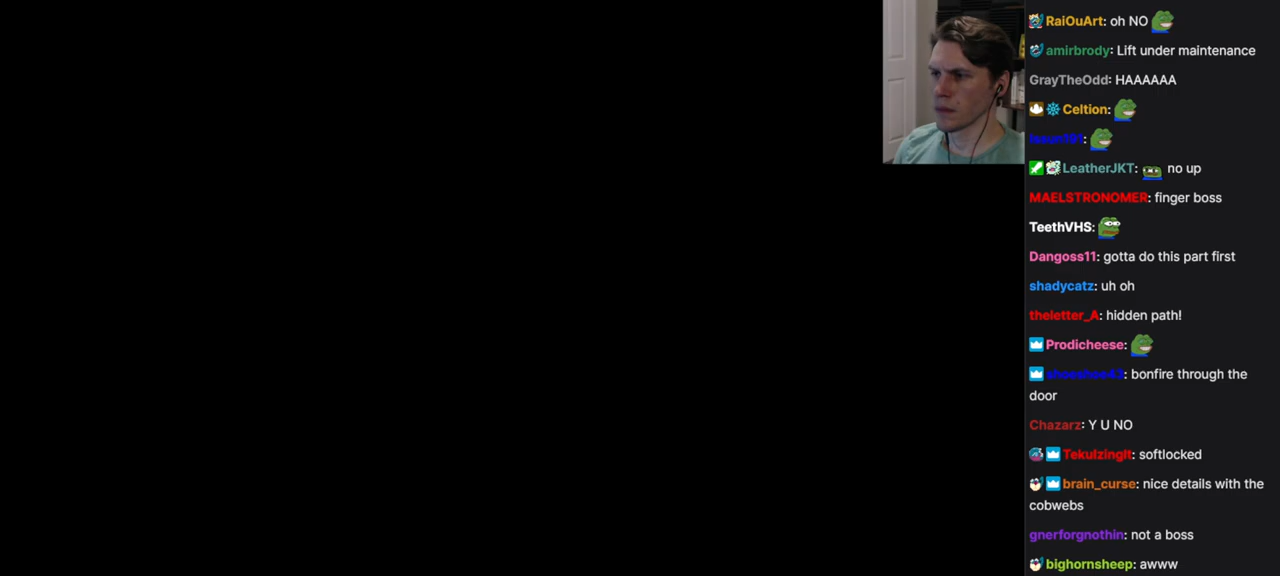 RaiOuArt: oh NO
amirbrody: Lift under maintenance
GrayTheOdd: HAAAAAA
Celtion:
issun191:
LeatherJKT: no up
MAELSTRONOMER: finger boss
TeethVHS:
Dangoss11: gotta do this part first
shadycatz: uh oh
theletter_A: hidden path!
Prodicheese:
shoeshoe43: bonfire through the
door
Chazarz: Y U NO
TekulzingIt: softlocked
brain_curse: nice details with the
cobwebs
gnerforgnothin: not a boss
bighornsheep: awww